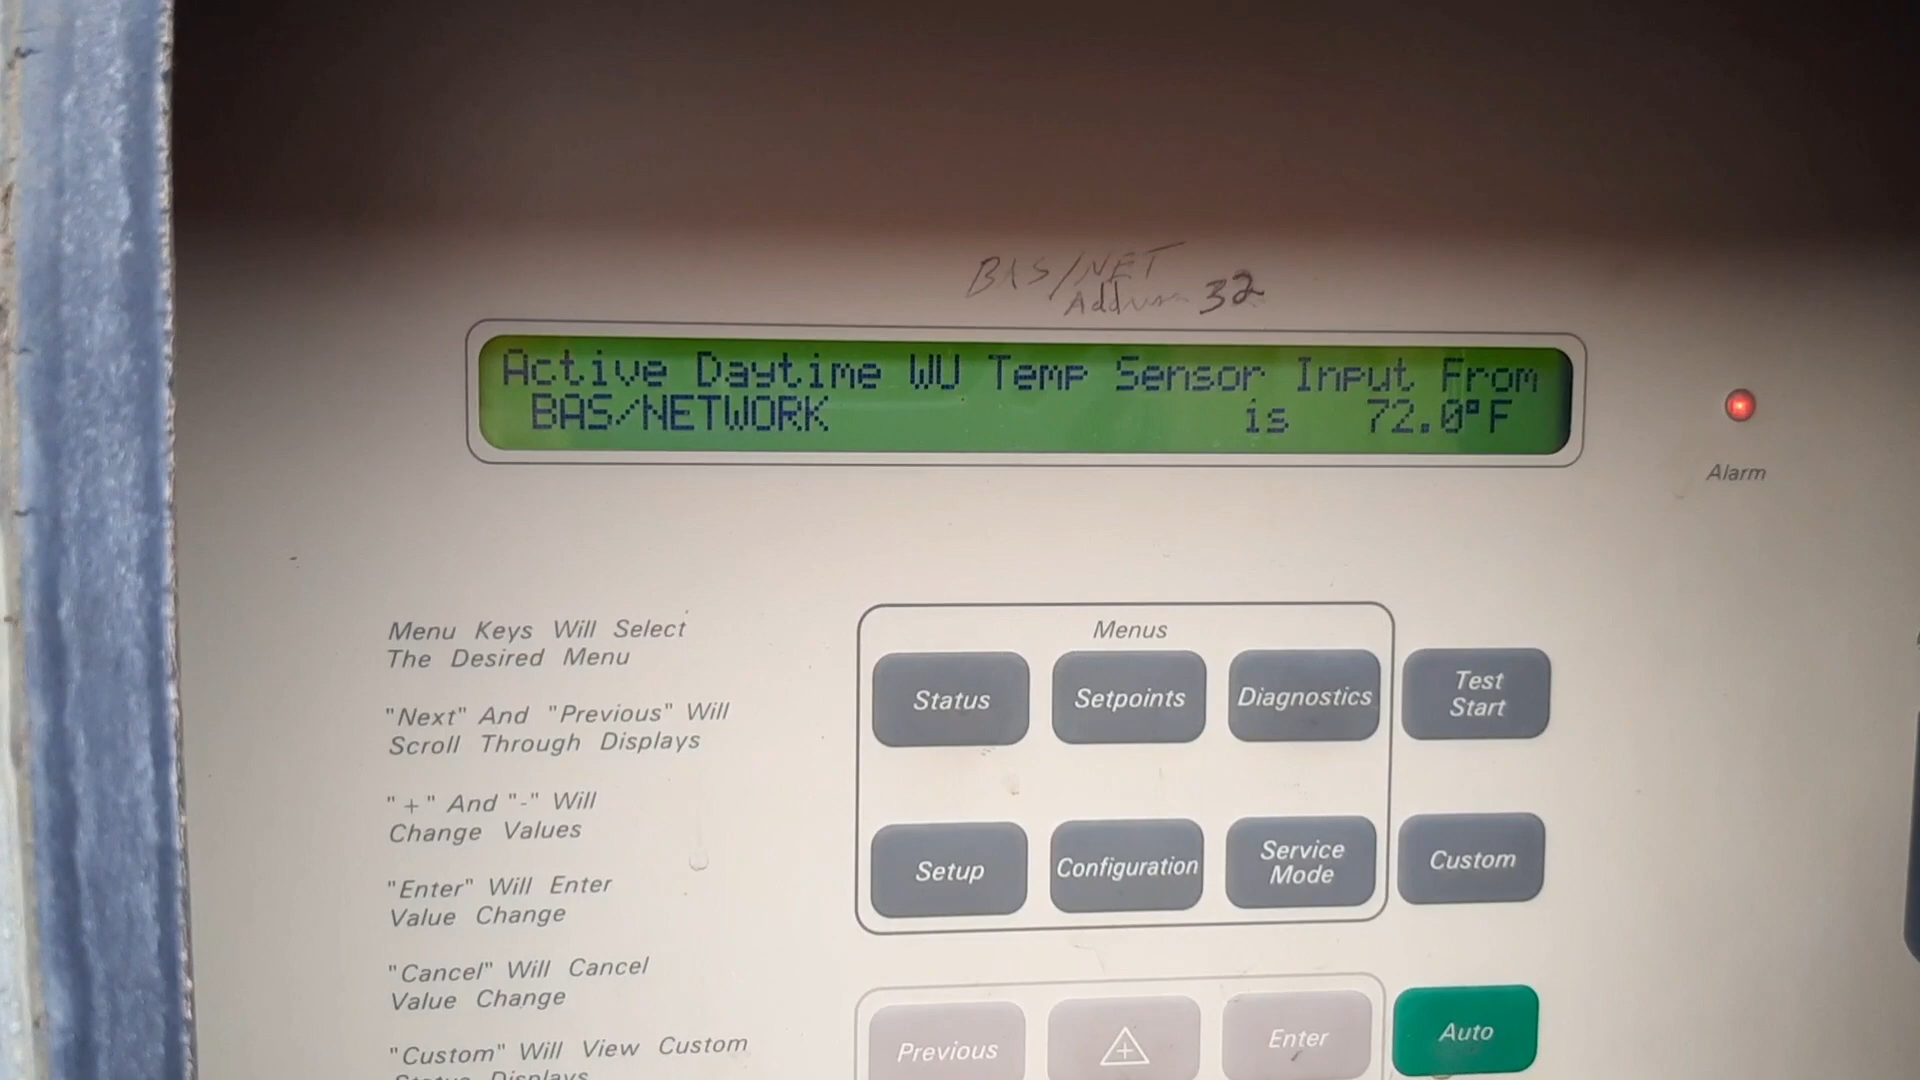 BAS/NET
Address 32
Active Daytime WU Temp Sensor Input From
BAS/NETWORK is 72.0°F
Alarm
Menu Keys Will Select
The Desired Menu
"Next" And "Previous" Will
Scroll Through Displays
"+" And "-" Will
Change Values
"Enter" Will Enter
Value Change
"Cancel" Will Cancel
Value Change
"Custom" Will View Custom
Status Displays
Menus
Status
Setpoints
Diagnostics
Test
Start
Setup
Configuration
Service
Mode
Custom
Previous
+
Enter
Auto